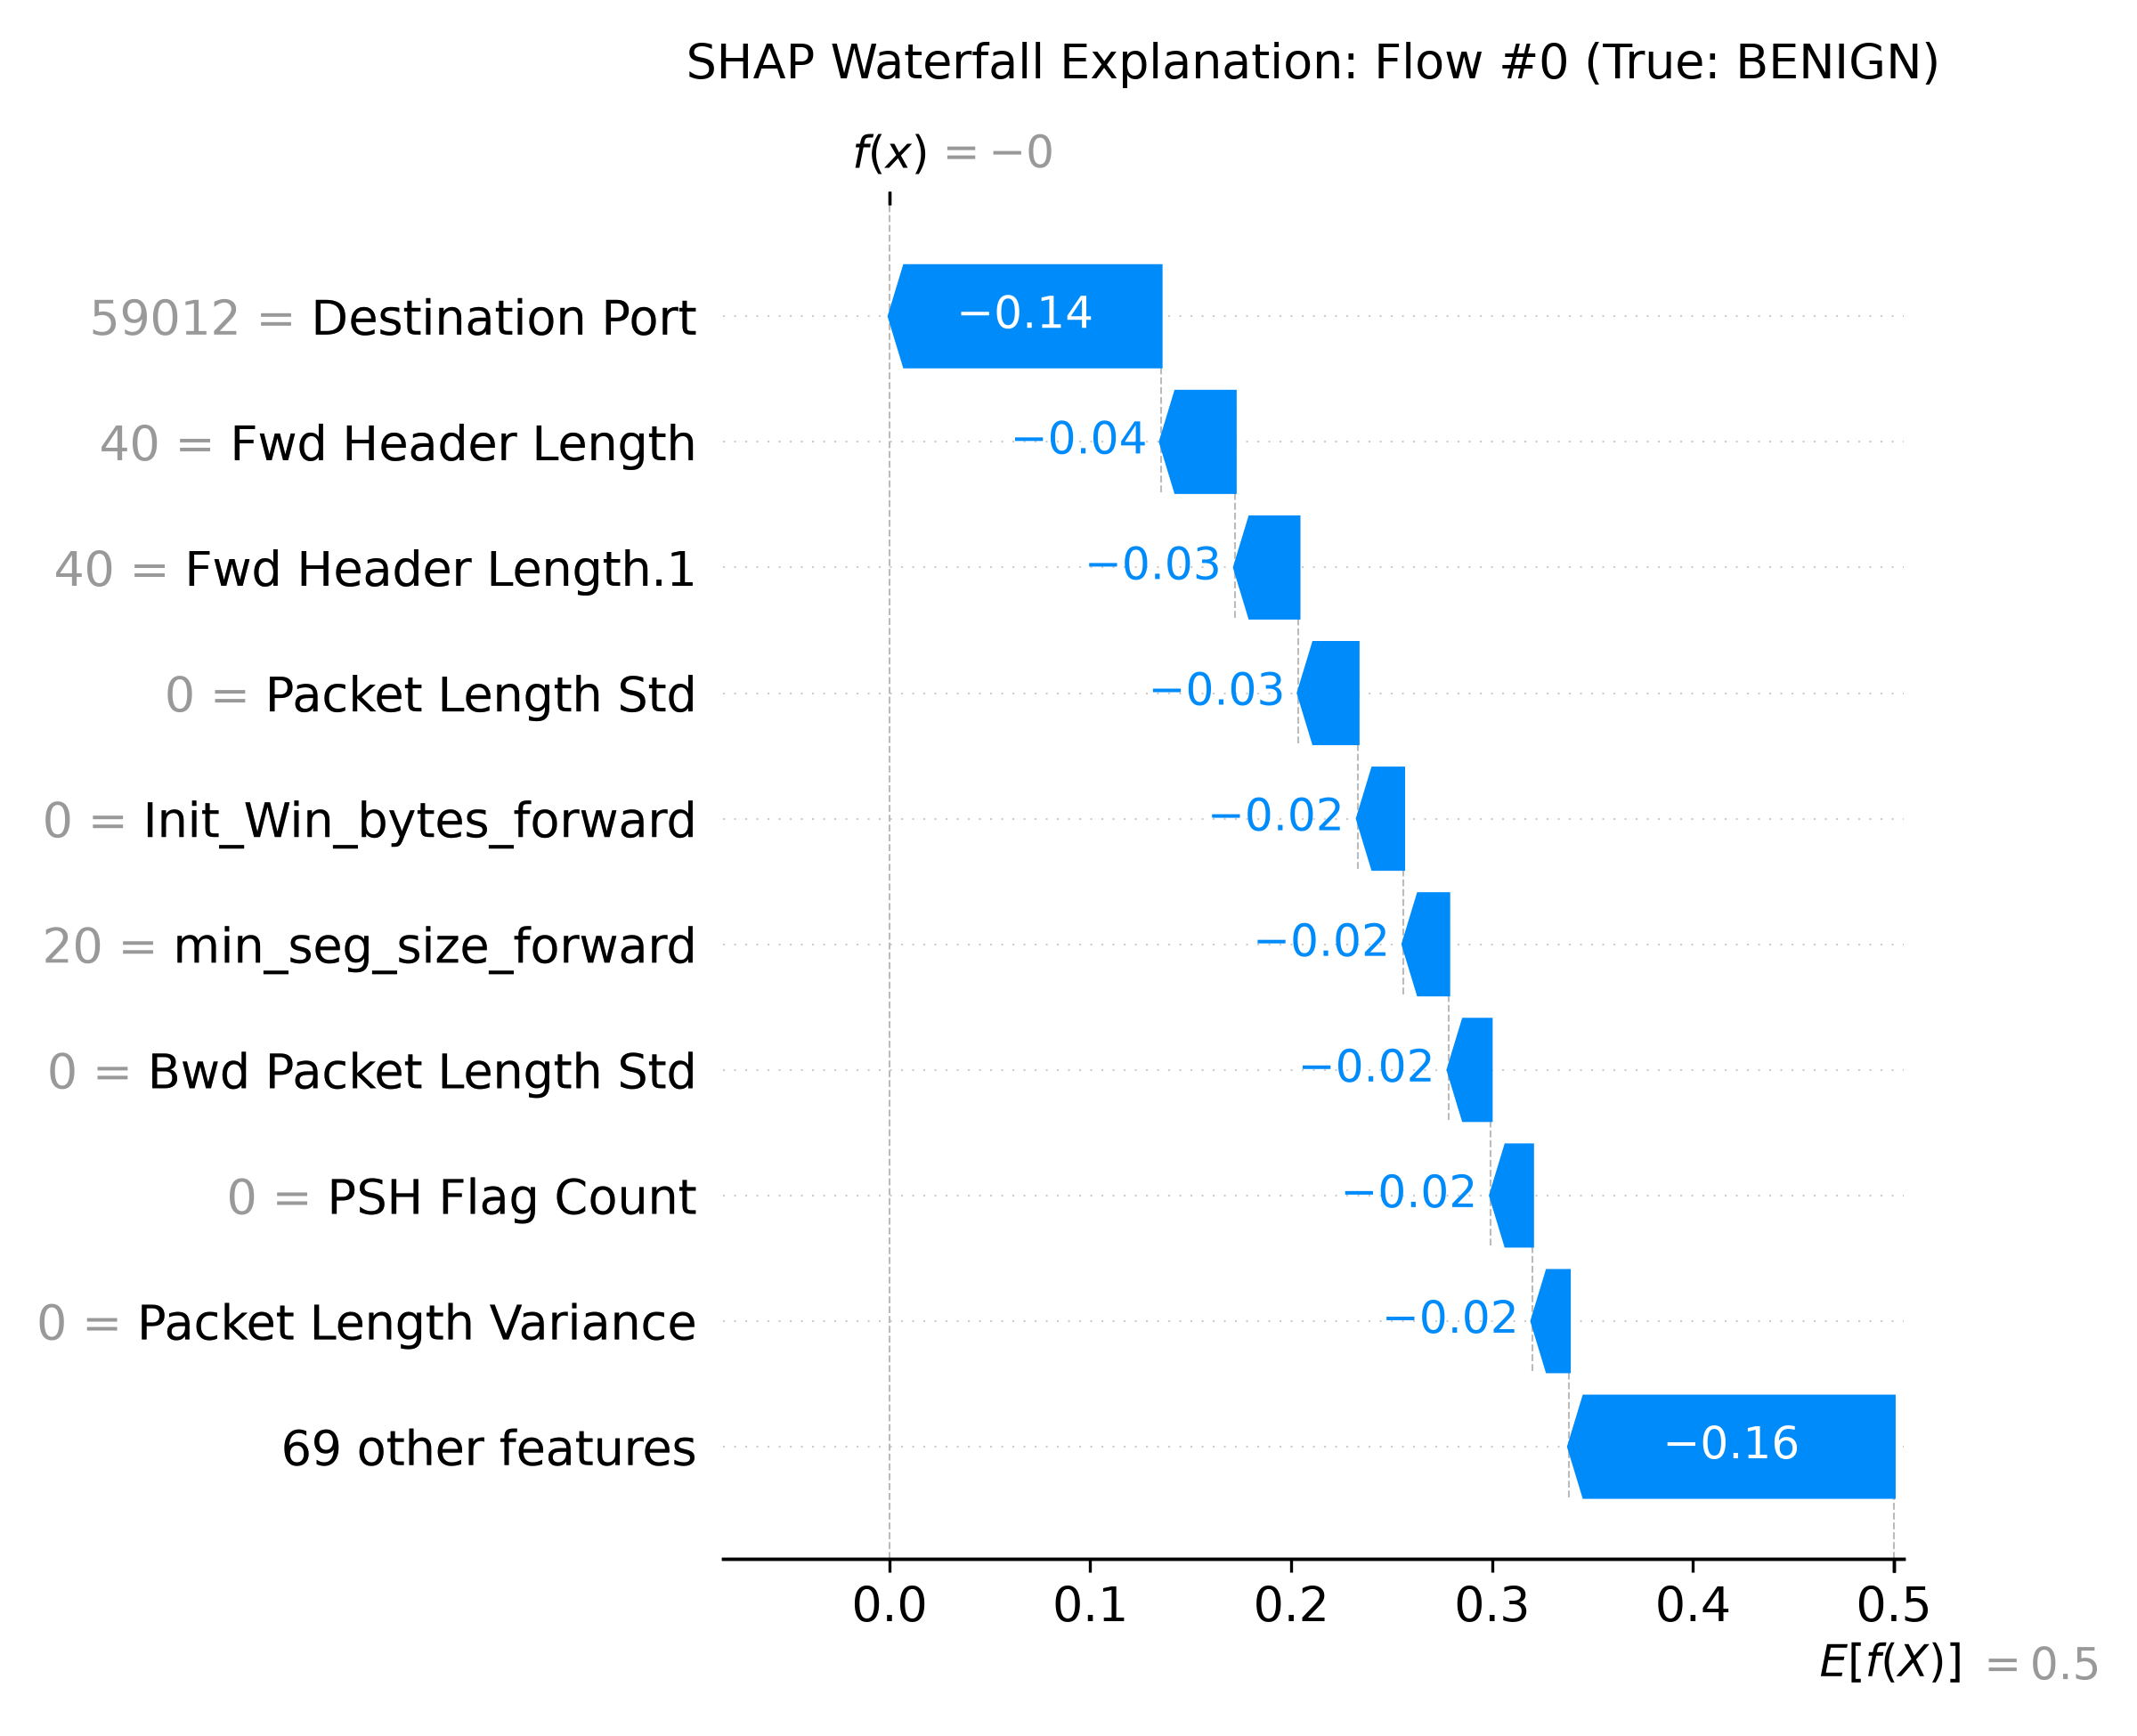 SHAP Waterfall Explanation: Flow #0 (True: BENIGN)
f(x) = −0
59012 = Destination Port −0.14
40 = Fwd Header Length −0.04
40 = Fwd Header Length.1 −0.03
0 = Packet Length Std −0.03
0 = Init_Win_bytes_forward −0.02
20 = min_seg_size_forward −0.02
0 = Bwd Packet Length Std −0.02
0 = PSH Flag Count −0.02
0 = Packet Length Variance −0.02
69 other features −0.16
0.0 0.1 0.2 0.3 0.4 0.5
E[f(X)] = 0.5